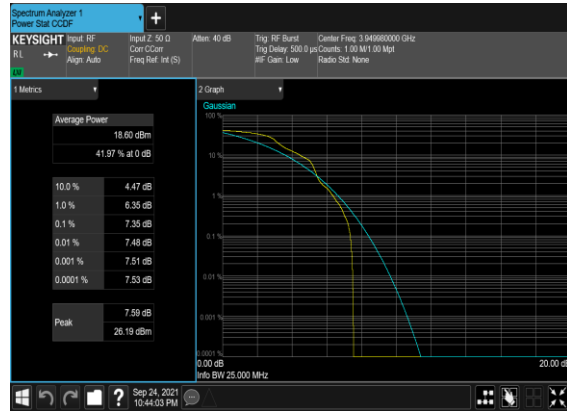 Spectrum Analyzer 1
Power Stat CCDF
+
KEYSIGHT
RL
Input: RF
Coupling: DC
Align: Auto
Input Z: 50 Ω
Corr CCorr
Freq Ref: Int (S)
Atten: 40 dB
Trig: RF Burst
Trig Delay: 500.0 µs
#IF Gain: Low
Center Freq: 3.949980000 GHz
Counts: 1.00 M/1.00 Mpt
Radio Std: None
1 Metrics
Average Power
18.60 dBm
41.97 % at 0 dB
10.0 % 4.47 dB
1.0 % 6.35 dB
0.1 % 7.35 dB
0.01 % 7.48 dB
0.001 % 7.51 dB
0.0001 % 7.53 dB
Peak 7.59 dB
26.19 dBm
2 Graph
Gaussian
100 %
10 %
1 %
0.1 %
0.01 %
0.001 %
0.0001 %
0.00 dB
20.00 dB
Info BW 25.000 MHz
?
Sep 24, 2021
10:44:03 PM